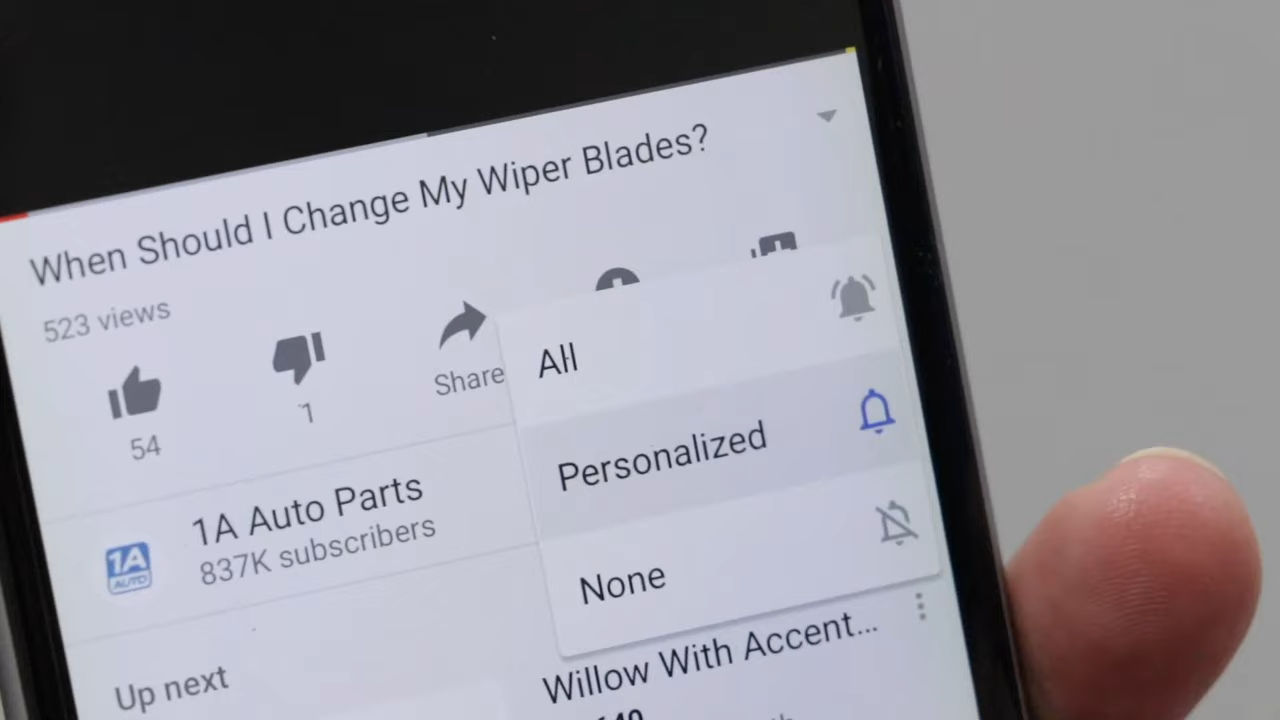 When Should I Change My Wiper Blades?
523 views
54
1
Share
All
Personalized
None
1A Auto Parts
837K subscribers
1A
AUTO
Up next
Willow With Accent...